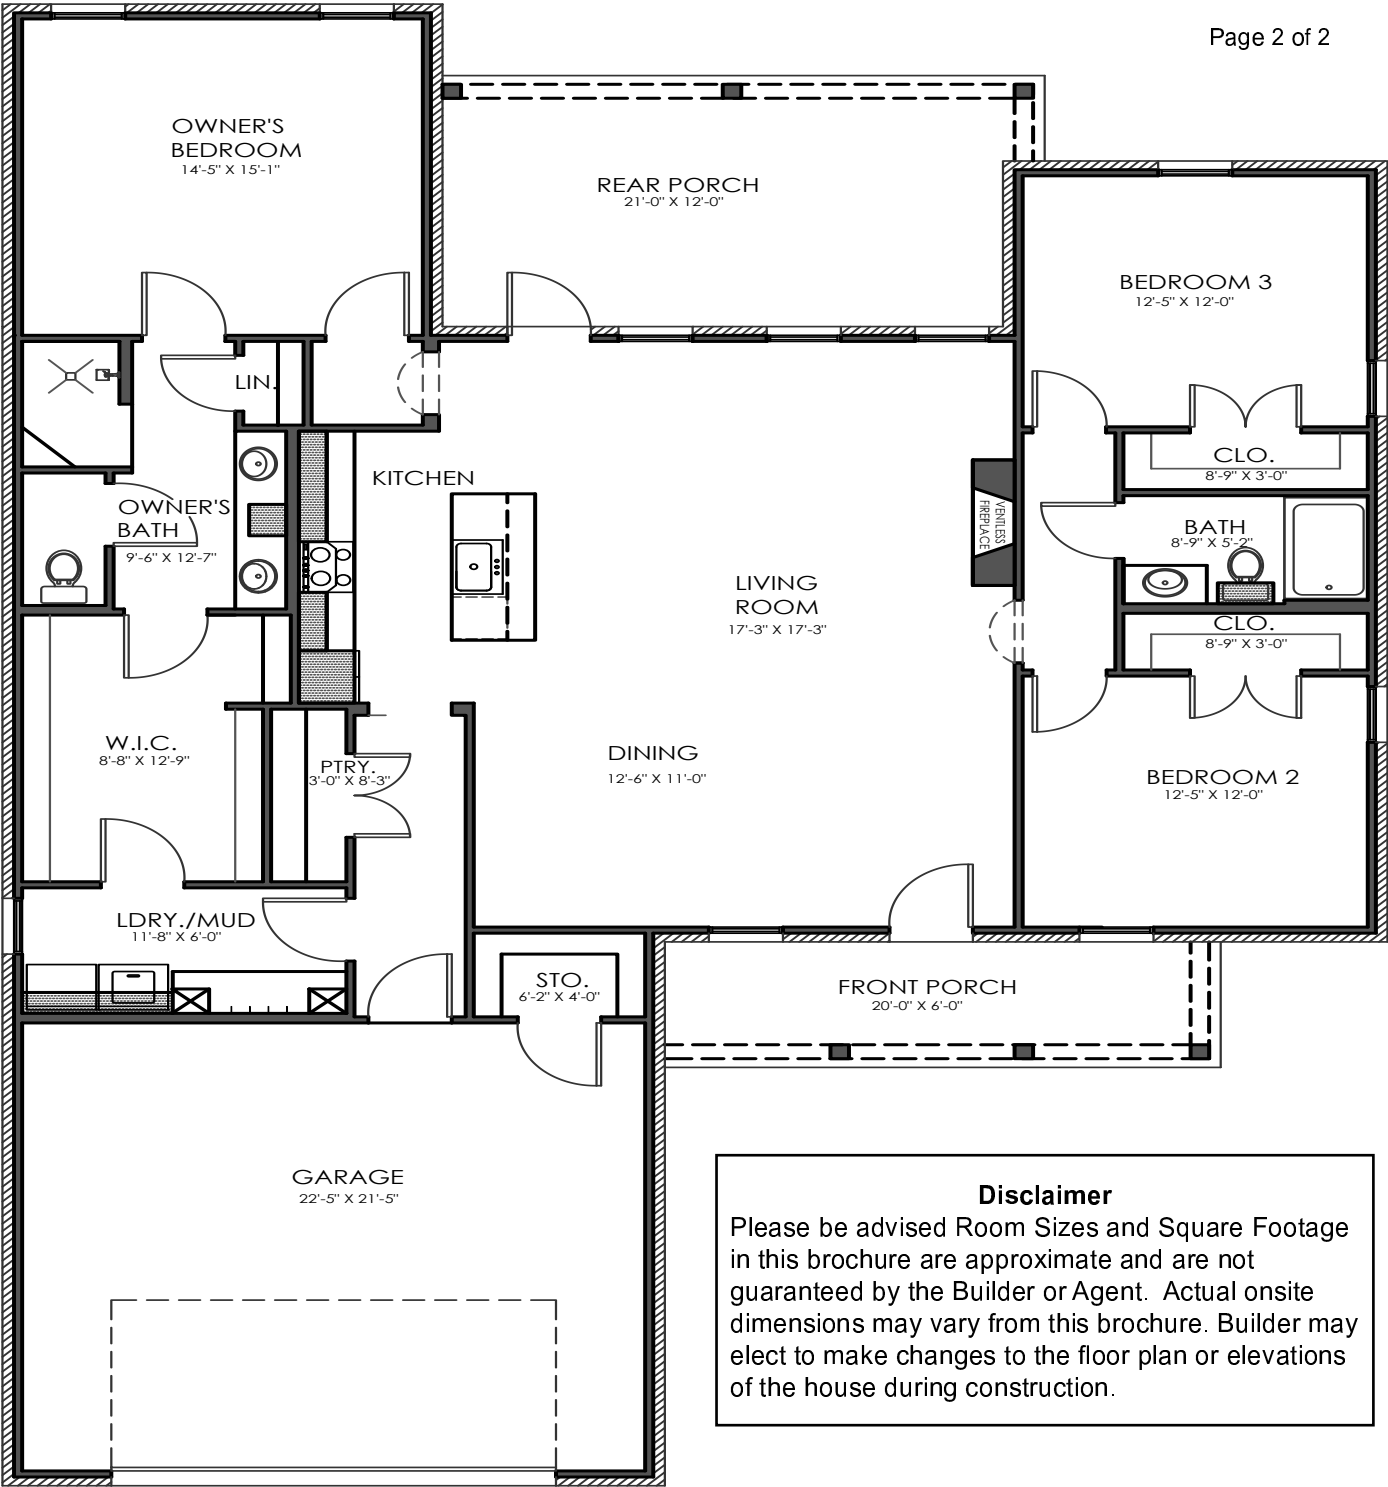 Page 2 of 2
OWNER'S
BEDROOM
14'-5" X 15'-1"
REAR PORCH
21'-0" X 12'-0"
BEDROOM 3
12'-5" X 12'-0"
LIN.
KITCHEN
CLO.
8'-9" X 3'-0"
OWNER'S
BATH
9'-6" X 12'-7"
VENTLESS
FIREPLACE
BATH
8'-9" X 5'-2"
LIVING
ROOM
17'-3" X 17'-3"
CLO.
8'-9" X 3'-0"
W.I.C.
8'-8" X 12'-9"
PTRY.
3'-0" X 8'-3"
DINING
12'-6" X 11'-0"
BEDROOM 2
12'-5" X 12'-0"
LDRY./MUD
11'-8" X 6'-0"
STO.
6'-2" X 4'-0"
FRONT PORCH
20'-0" X 6'-0"
GARAGE
22'-5" X 21'-5"
Disclaimer
Please be advised Room Sizes and Square Footage
in this brochure are approximate and are not
guaranteed by the Builder or Agent.  Actual onsite
dimensions may vary from this brochure. Builder may
elect to make changes to the floor plan or elevations
of the house during construction.